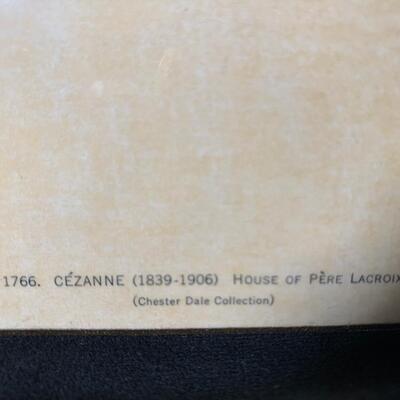 1766. CÉZANNE (1839-1906) HOUSE OF PÈRE LACROIX
(Chester Dale Collection)